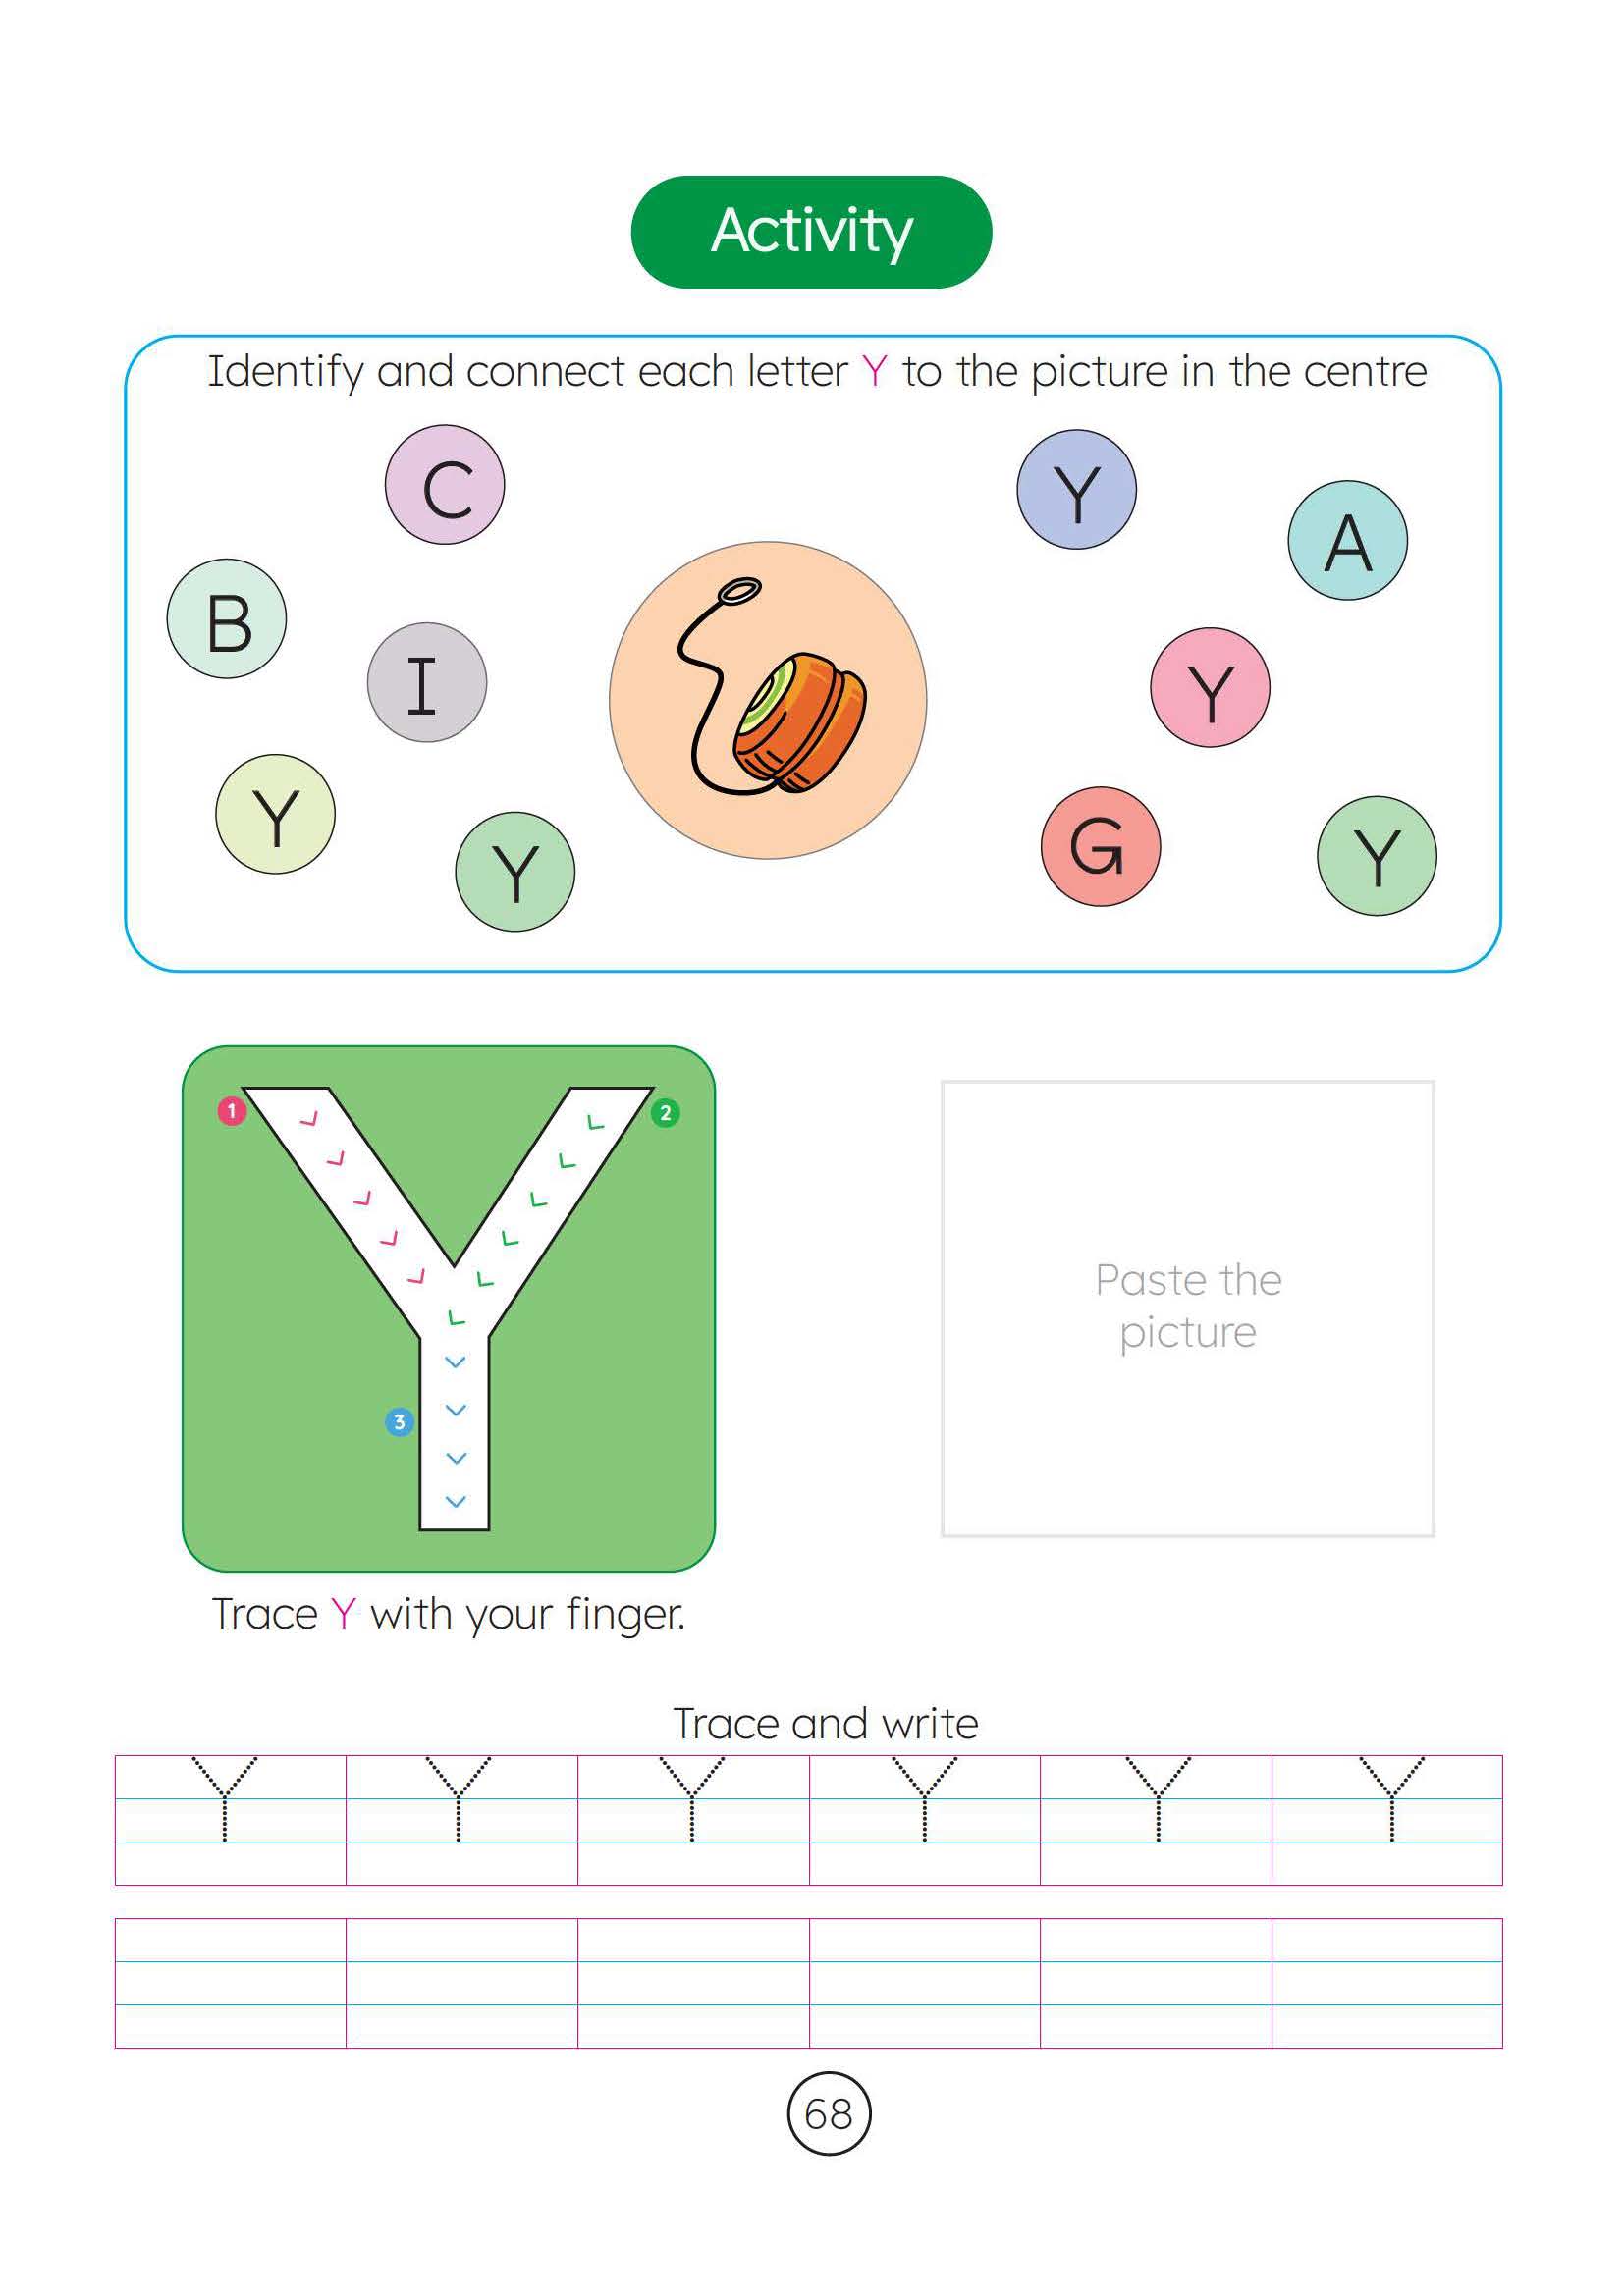 Activity
Identify and connect each letter Y to the picture in the centre
C
Y
A
B
I
Y
Y
Y
G
Y
1
2
3
Paste the
picture
Trace Y with your finger.
Trace and write
Y Y Y Y Y Y
68